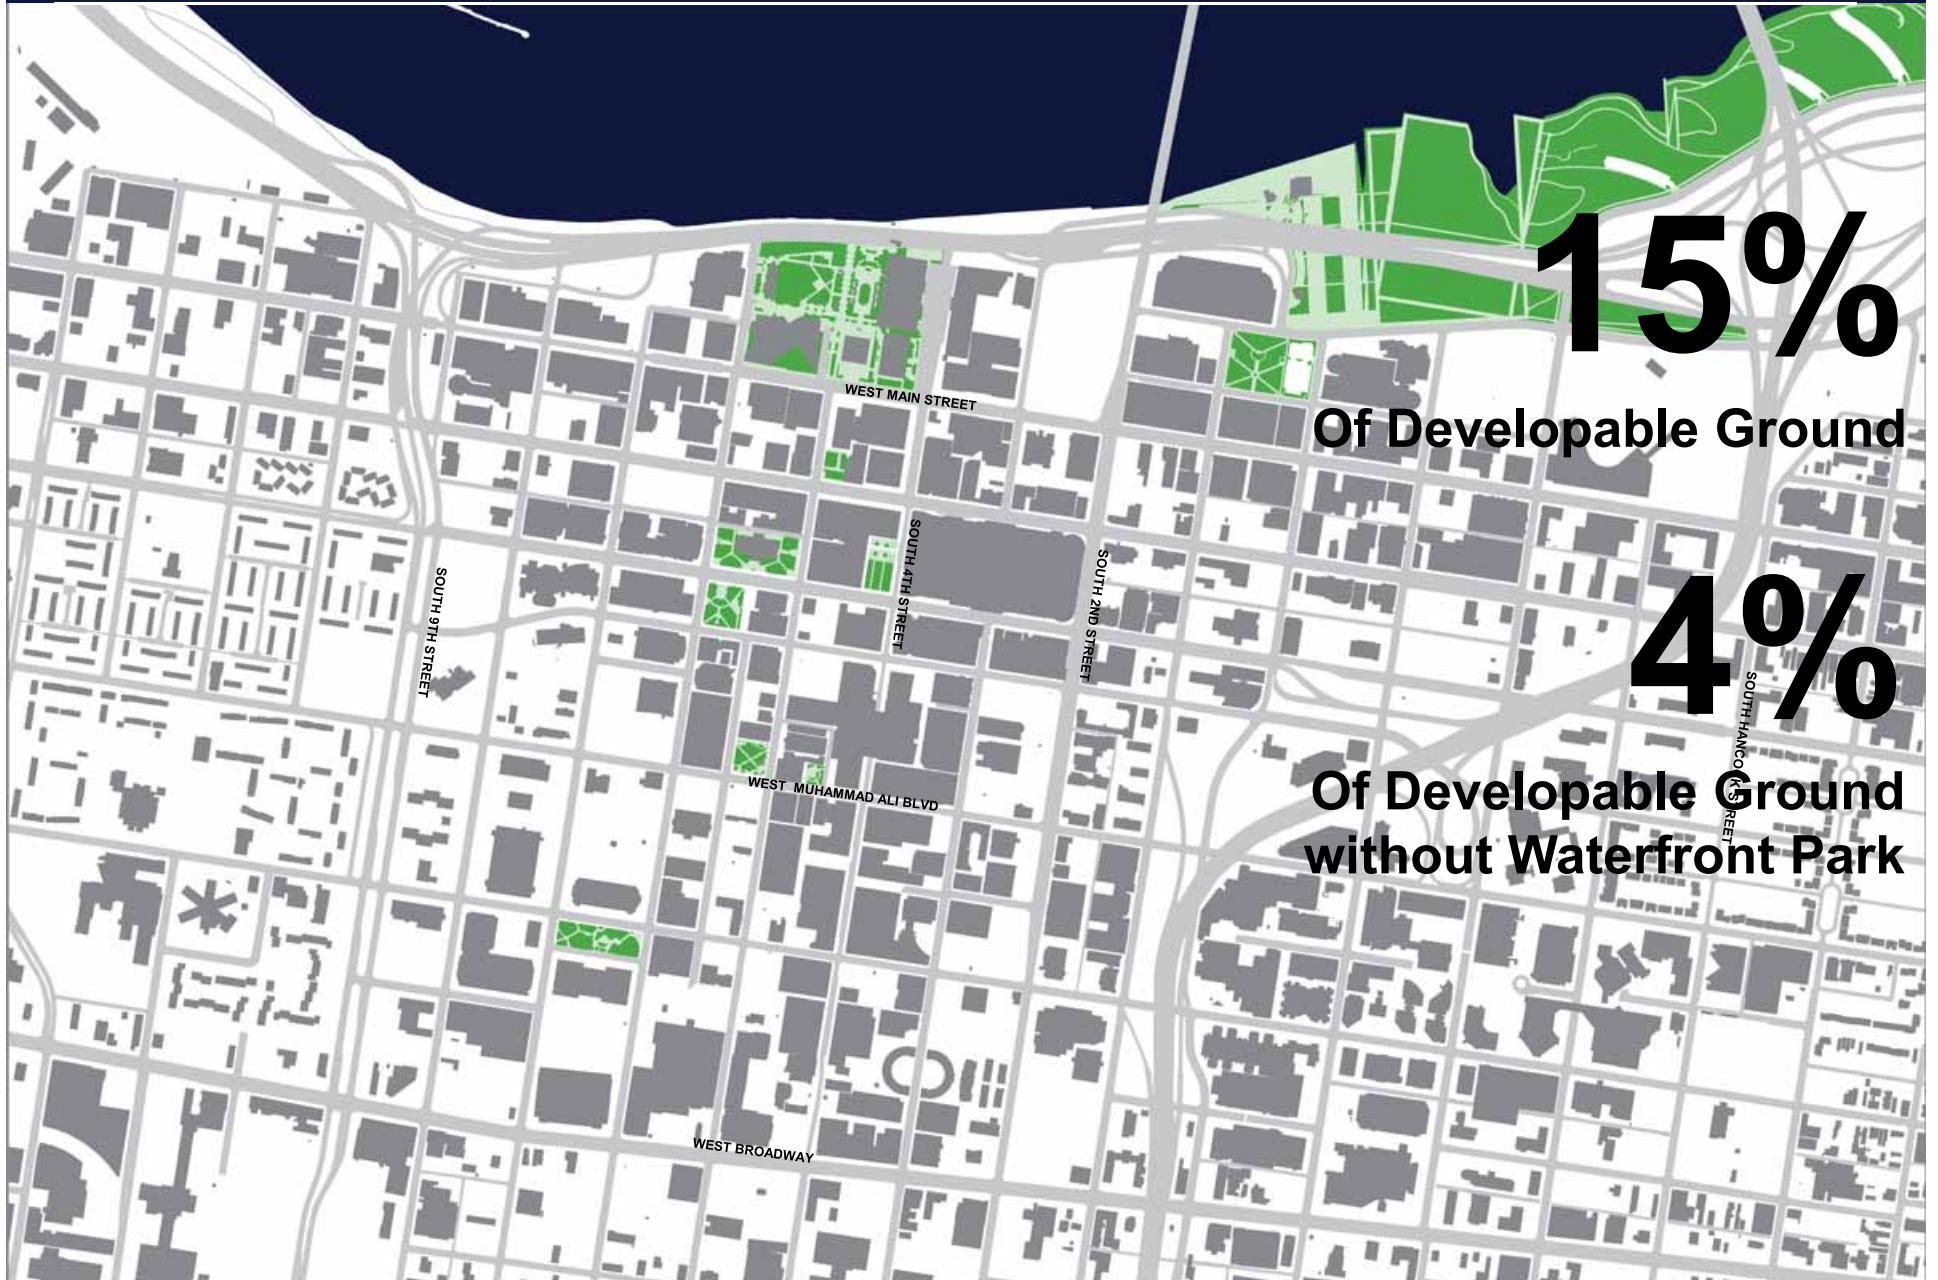 15%
Of Developable Ground
WEST MAIN STREET
SOUTH 4TH STREET
SOUTH 2ND STREET
SOUTH 9TH STREET
4%
SOUTH HANCOCK STREET
Of Developable Ground
without Waterfront Park
WEST MUHAMMAD ALI BLVD
WEST BROADWAY